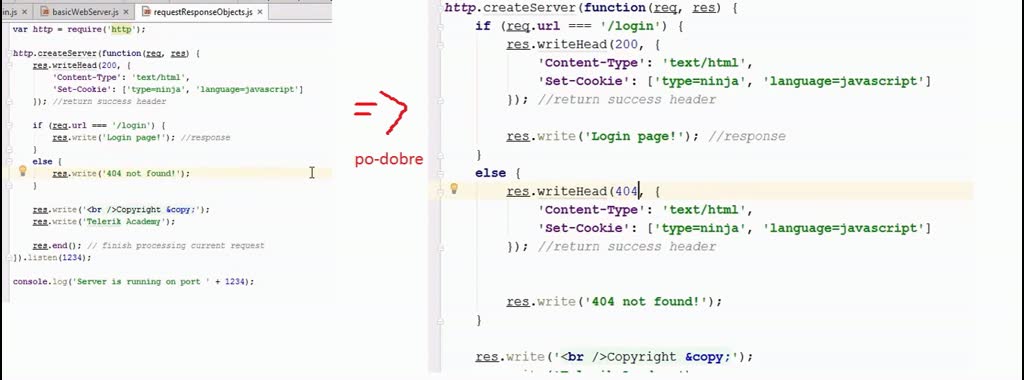 in.js × basicWebServer.js × requestResponseObjects.js ×
var http = require('http');
http.createServer(function(req, res) {
res.writeHead(200, {
'Content-Type': 'text/html',
'Set-Cookie': ['type=ninja', 'language=javascript']
}); //return success header
if (req.url === '/login') {
res.write('Login page!'); //response
}
else {
res.write('404 not found!');
}
res.write('<br />Copyright &copy;');
res.write('Telerik Academy');
res.end(); // finish processing current request
}).listen(1234);
console.log('Server is running on port ' + 1234);
=>
po-dobre
http.createServer(function(req, res) {
if (req.url === '/login') {
res.writeHead(200, {
'Content-Type': 'text/html',
'Set-Cookie': ['type=ninja', 'language=javascript']
}); //return success header
res.write('Login page!'); //response
}
else {
res.writeHead(404, {
'Content-Type': 'text/html',
'Set-Cookie': ['type=ninja', 'language=javascript']
}); //return success header
res.write('404 not found!');
}
res.write('<br />Copyright &copy;');